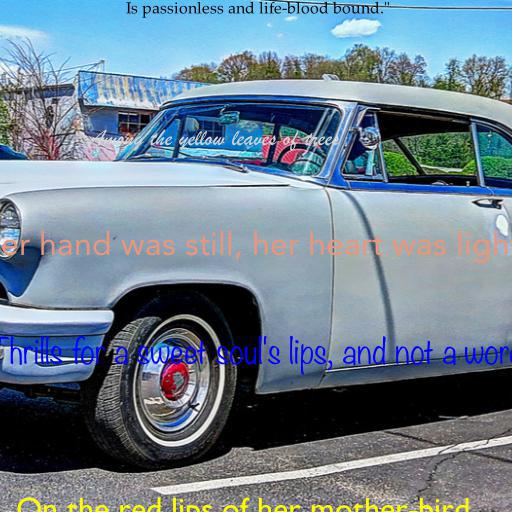 Is passionless and life-blood bound."
Among the yellow leaves of trees
er hand was still, her heart was ligh
Thrills for a sweet soul's lips, and not a word
On the red lips of her mother-bird